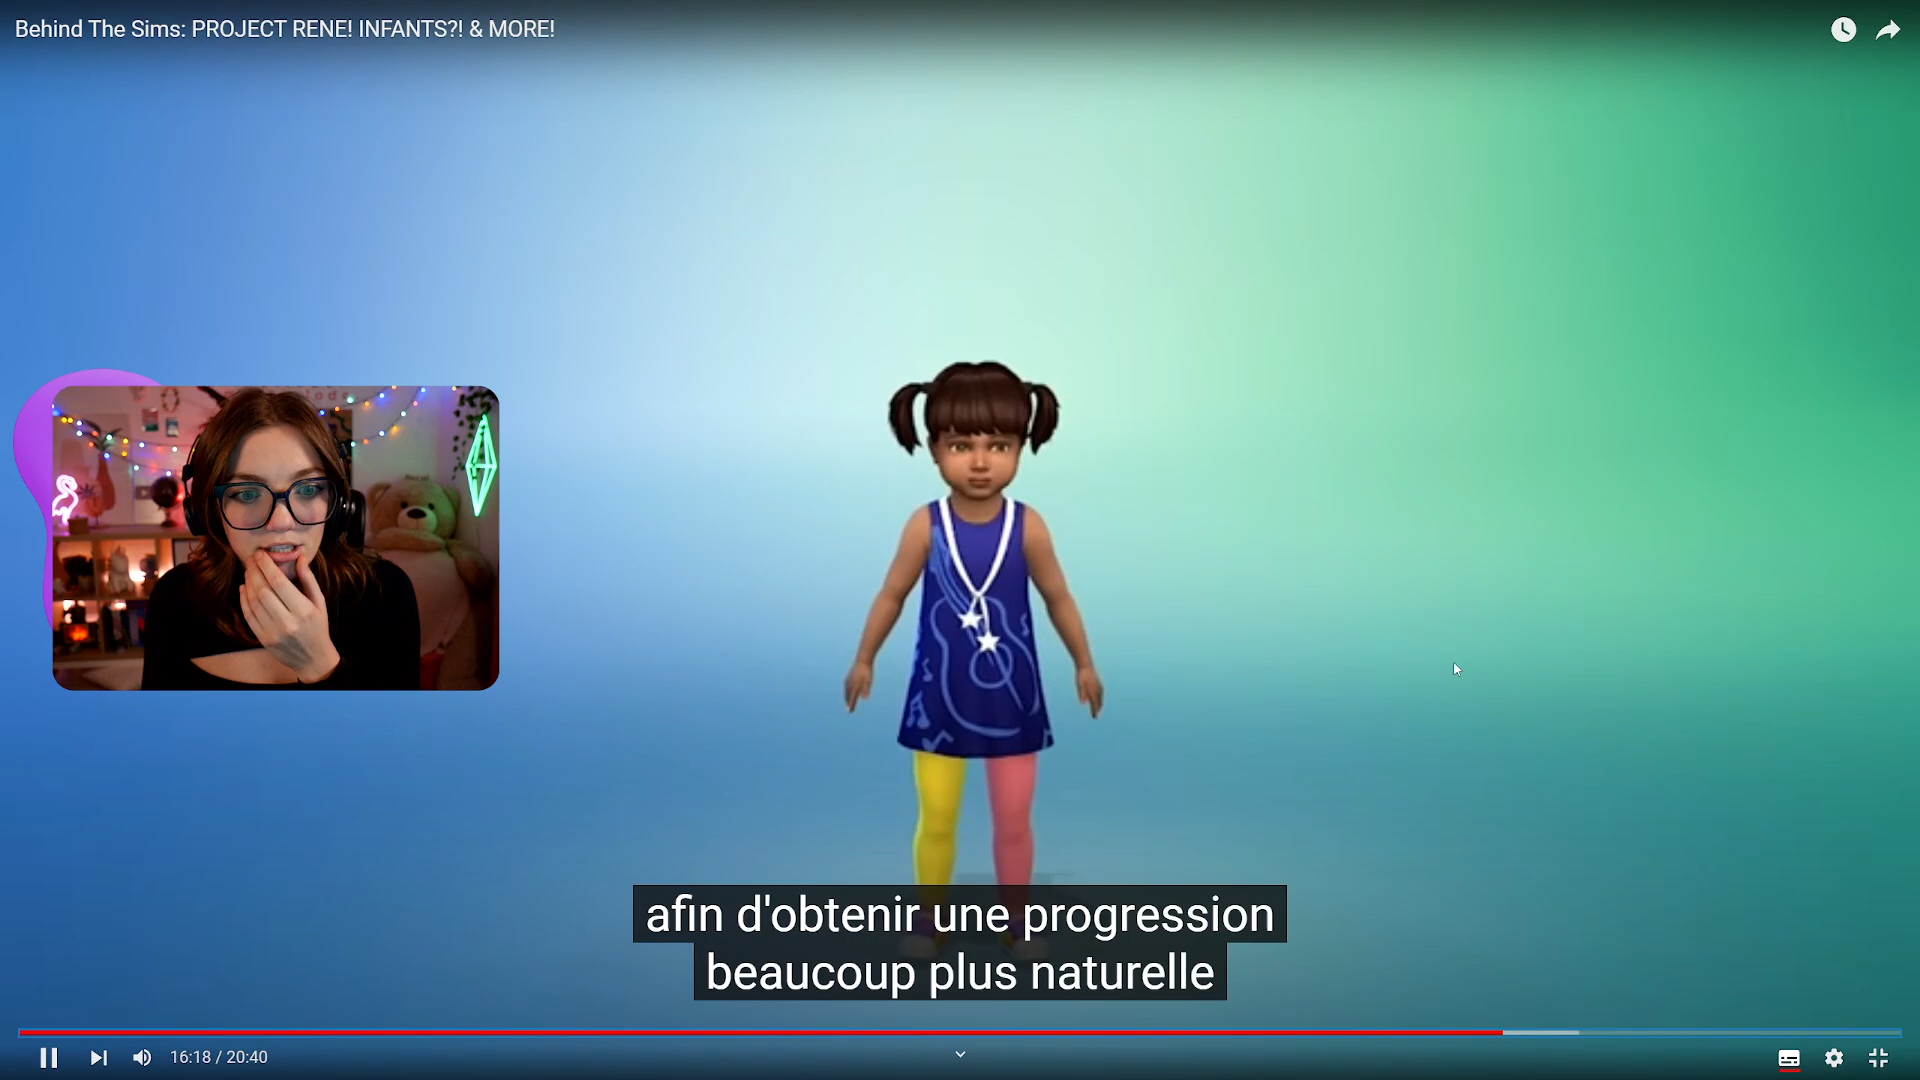 Behind The Sims: PROJECT RENE! INFANTS?! & MORE!
afin d'obtenir une progression
beaucoup plus naturelle
16:18 / 20:40